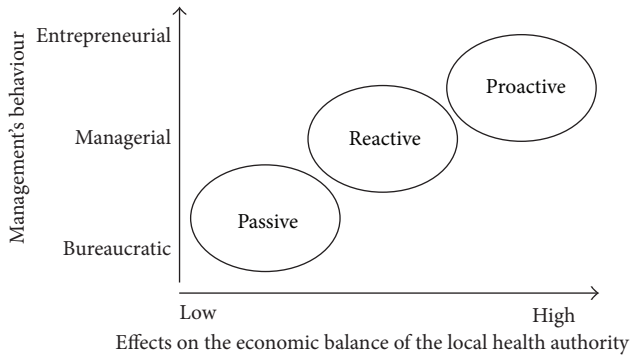 Management's behaviour
Entrepreneurial
Managerial
Bureaucratic
Proactive
Reactive
Passive
Low
High
Effects on the economic balance of the local health authority